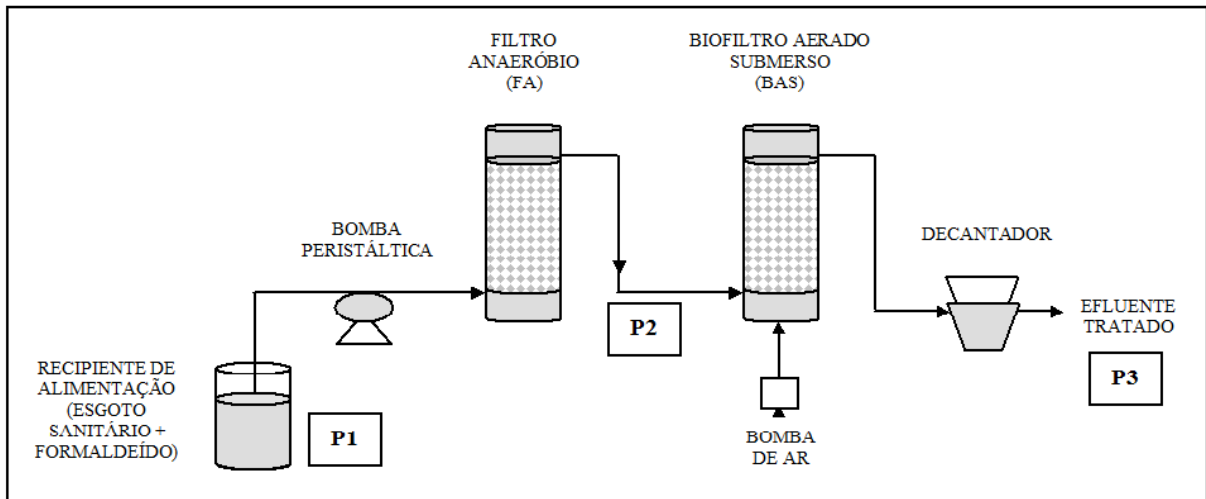 FILTRO
ANAERÓBIO
(FA)
BIOFILTRO AERADO
SUBMERSO
(BAS)
BOMBA
PERISTÁLTICA
DECANTADOR
RECIPIENTE DE
ALIMENTAÇÃO
(ESGOTO
SANITÁRIO +
FORMALDEÍDO)
P1
P2
BOMBA
DE AR
EFLUENTE
TRATADO
P3